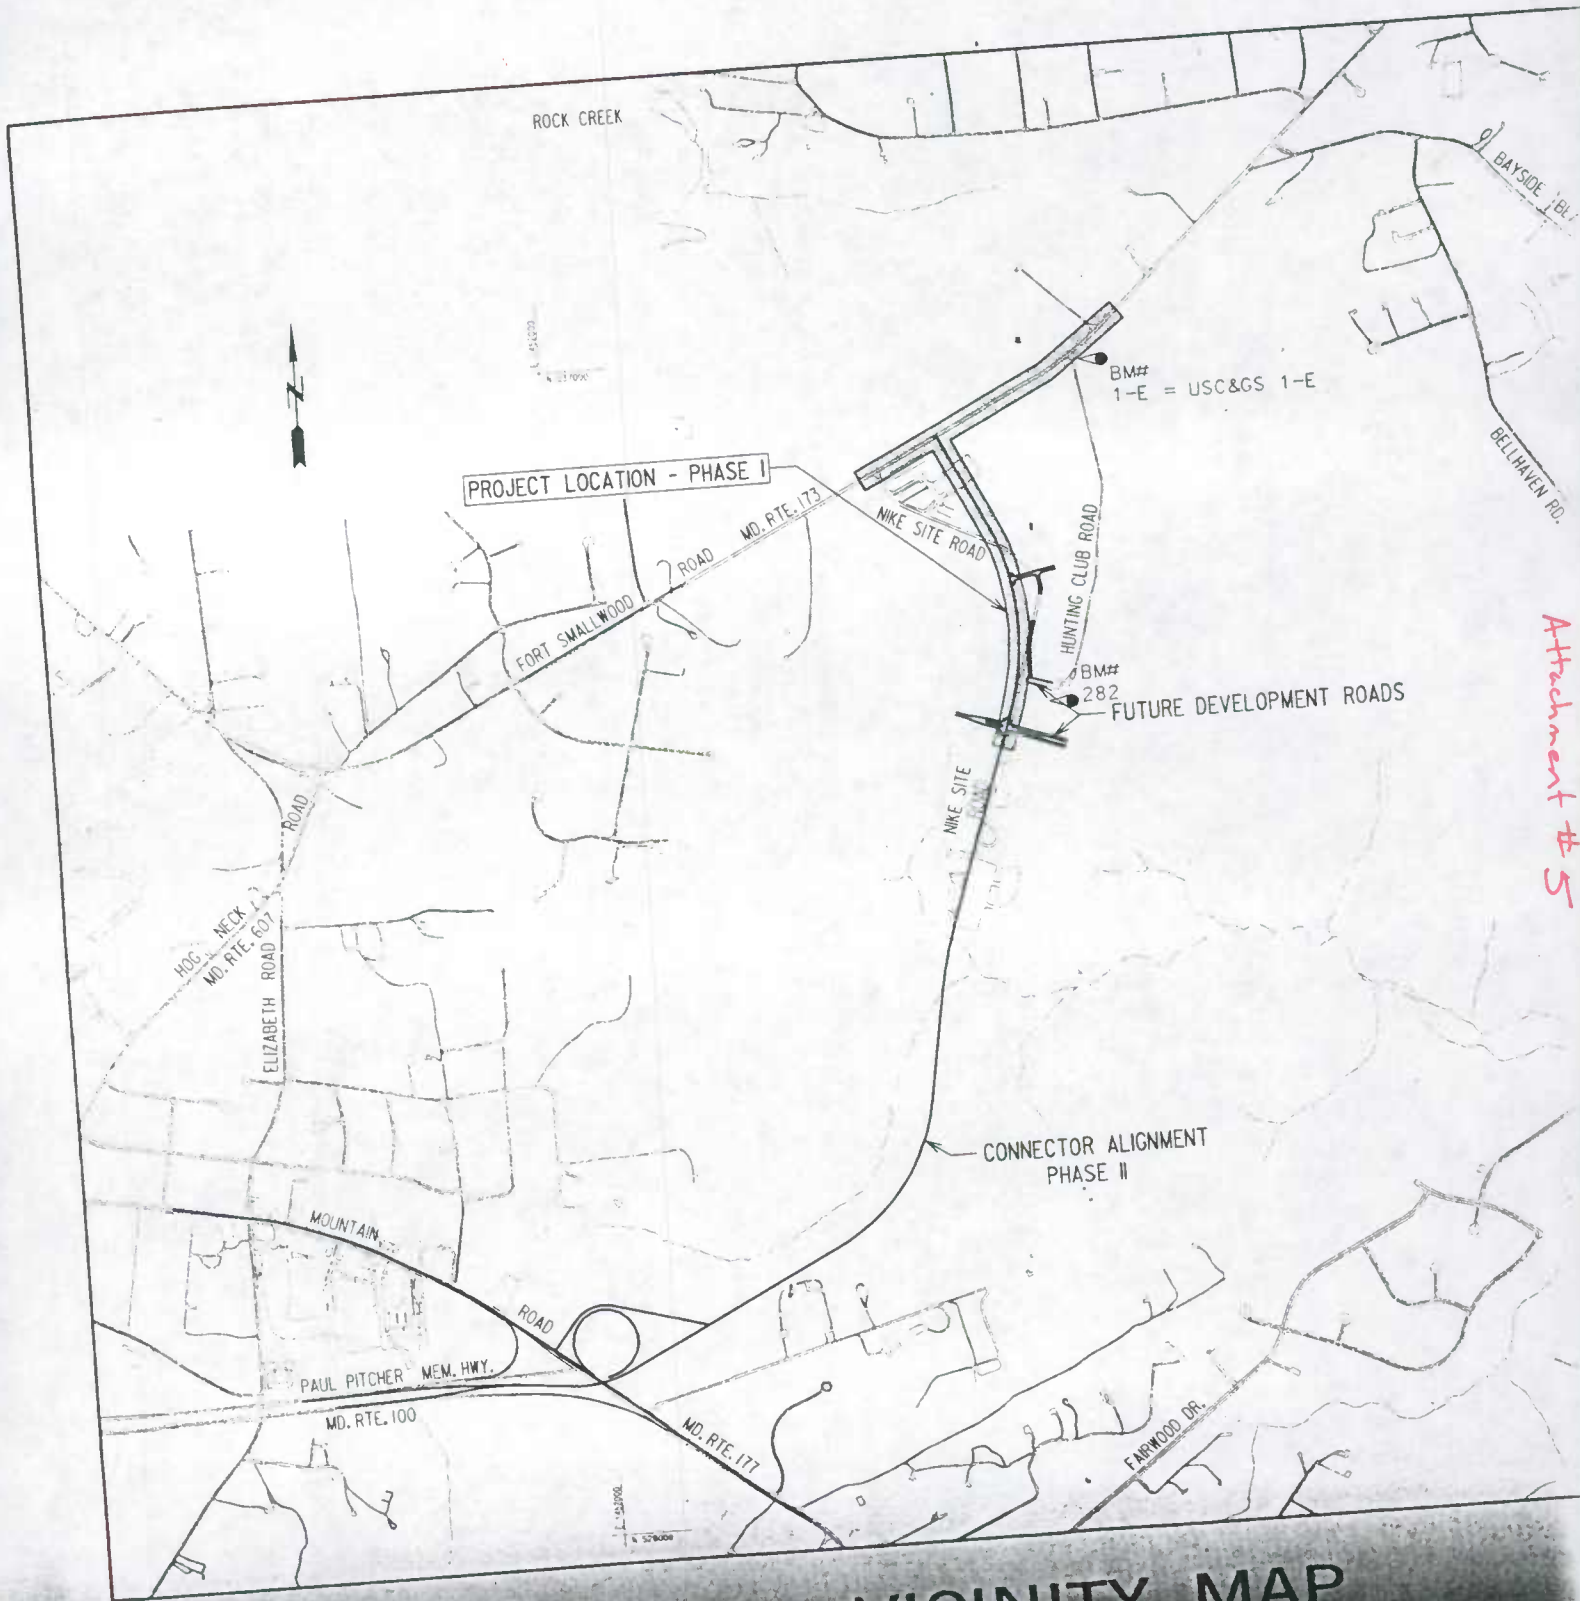 ROCK CREEK
BAYSIDE
N
BM#
1-E = USC&GS 1-E
BELLHAVEN RD.
PROJECT LOCATION - PHASE I
MD. RTE. 173
ROAD
NIKE SITE ROAD
HUNTING CLUB ROAD
FORT SMALLWOOD
BM#
282
FUTURE DEVELOPMENT ROADS
Attachment #5
NIKE SITE
ROAD
ROAD
HOG NECK
MD. RTE. 607
ELIZABETH ROAD
CONNECTOR ALIGNMENT
PHASE II
MOUNTAIN
ROAD
PAUL PITCHER MEM. HWY.
MD. RTE. 100
MD. RTE. 177
FAIRWOOD DR.
VICINITY MAP